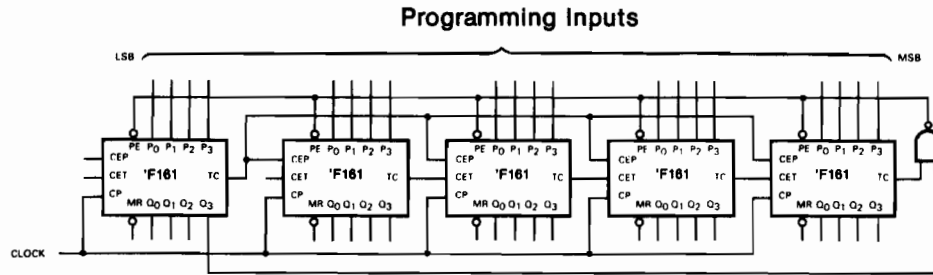 Programming Inputs
LSB MSB
PE P0 P1 P2 P3 PE P0 P1 P2 P3 PE P0 P1 P2 P3 PE P0 P1 P2 P3 PE P0 P1 P2 P3
CEP CEP CEP CEP CEP
CET 'F161 TC CET 'F161 TC CET 'F161 TC CET 'F161 TC CET 'F161 TC
CP CP CP CP CP
MR Q0 Q1 Q2 Q3 MR Q0 Q1 Q2 Q3 MR Q0 Q1 Q2 Q3 MR Q0 Q1 Q2 Q3 MR Q0 Q1 Q2 Q3
CLOCK